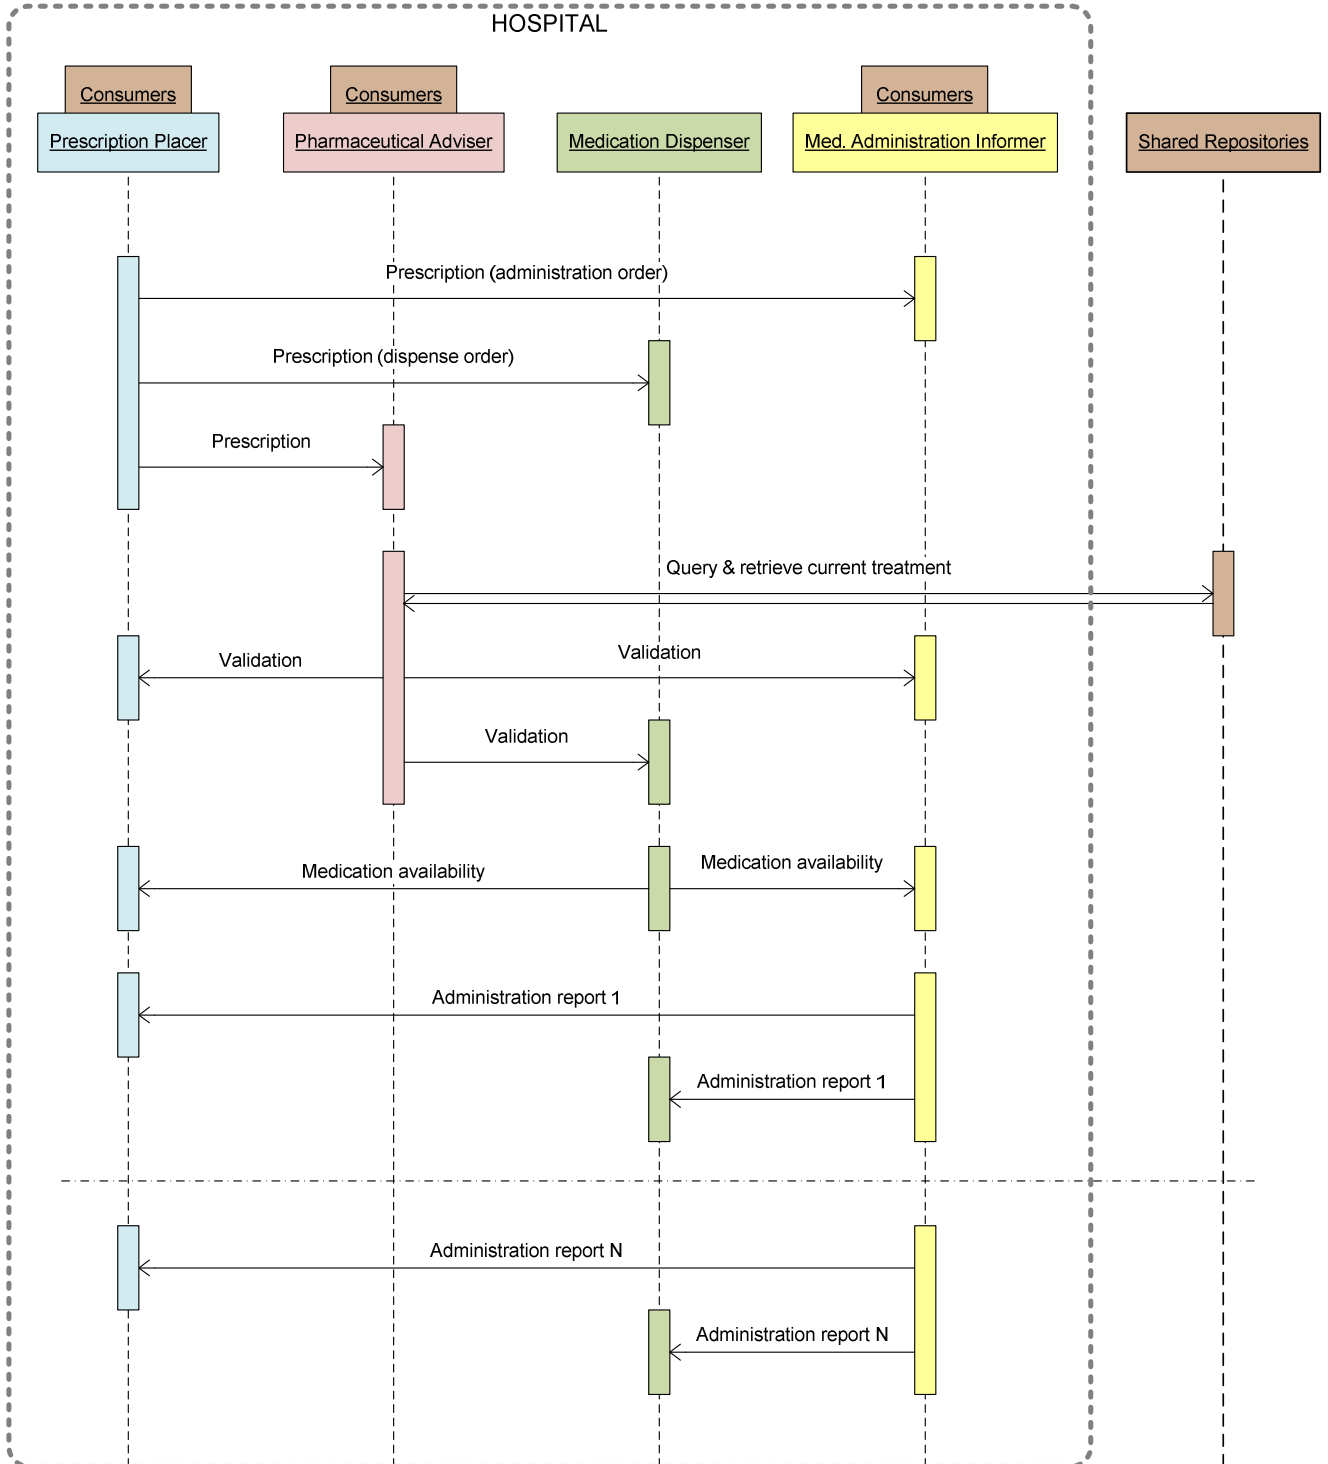 HOSPITAL
Consumers
Consumers
Consumers
Prescription Placer
Pharmaceutical Adviser
Medication Dispenser
Med. Administration Informer
Shared Repositories
Prescription (administration order)
Prescription (dispense order)
Prescription
Query & retrieve current treatment
Validation
Validation
Validation
Medication availability
Medication availability
Administration report 1
Administration report 1
Administration report N
Administration report N